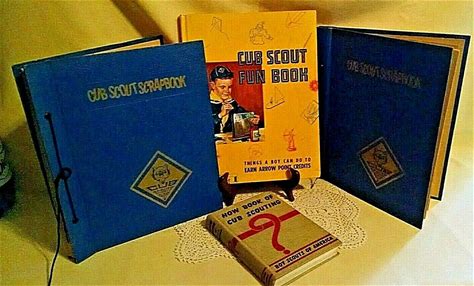 CUB SCOUT SCRAPBOOK
CUB SCOUT
FUN BOOK
THINGS A BOY CAN DO TO
EARN ARROW POINT CREDITS
CUB SCOUT SCRAPBOOK
HOW BOOK OF
CUB SCOUTING
?
BOY SCOUTS OF AMERICA